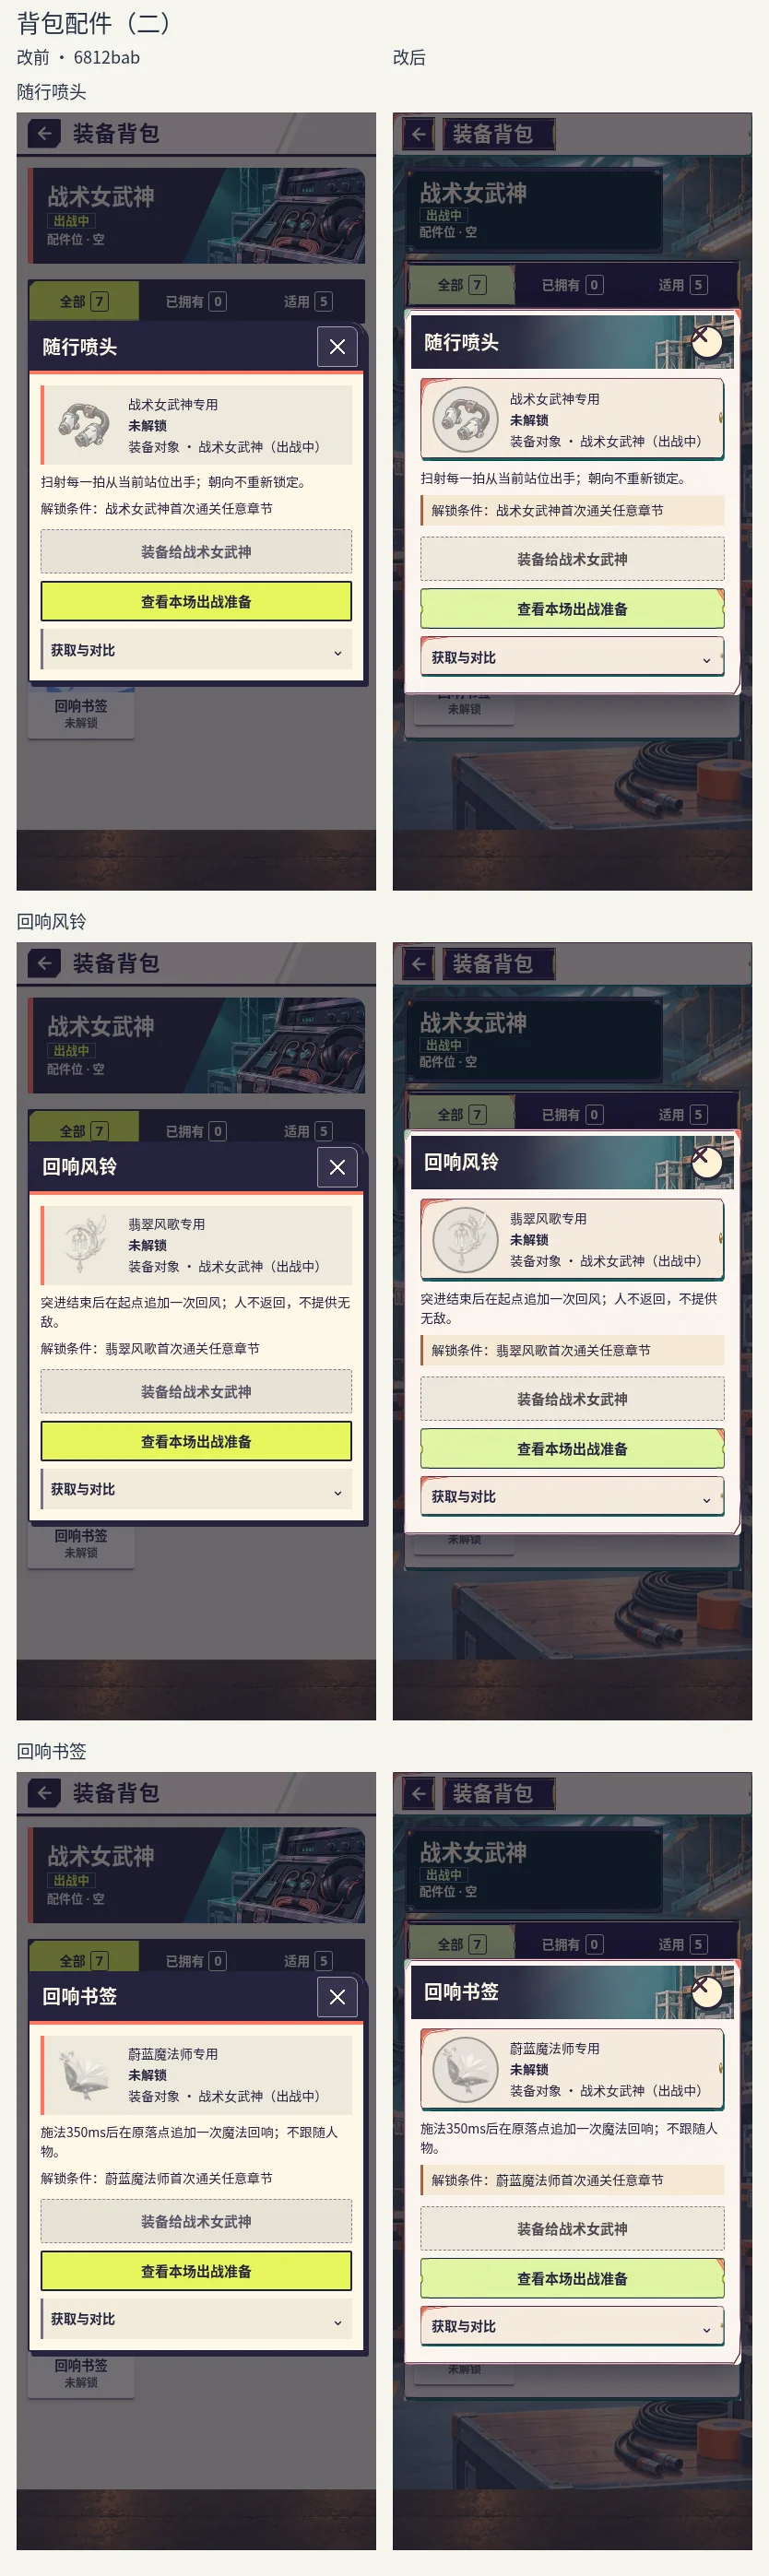 背包配件（二）
改前 · 6812bab
改后
随行喷头
装备背包
战术女武神
出战中
配件位 · 空
全部 7 已拥有 0 适用 5
随行喷头
战术女武神专用
未解锁
装备对象 · 战术女武神（出战中）
扫射每一拍从当前站位出手；朝向不重新锁定。
解锁条件：战术女武神首次通关任意章节
装备给战术女武神
查看本场出战准备
获取与对比
回响书签
未解锁
装备背包
战术女武神
出战中
配件位 · 空
全部 7 已拥有 0 适用 5
随行喷头
战术女武神专用
未解锁
装备对象 · 战术女武神（出战中）
扫射每一拍从当前站位出手；朝向不重新锁定。
解锁条件：战术女武神首次通关任意章节
装备给战术女武神
查看本场出战准备
获取与对比
未解锁
回响风铃
装备背包
战术女武神
出战中
配件位 · 空
全部 7 已拥有 0 适用 5
回响风铃
翡翠风歌专用
未解锁
装备对象 · 战术女武神（出战中）
突进结束后在起点追加一次回风；人不返回，不提供无
敌。
解锁条件：翡翠风歌首次通关任意章节
装备给战术女武神
查看本场出战准备
获取与对比
回响书签
未解锁
装备背包
战术女武神
出战中
配件位 · 空
全部 7 已拥有 0 适用 5
回响风铃
翡翠风歌专用
未解锁
装备对象 · 战术女武神（出战中）
突进结束后在起点追加一次回风；人不返回，不提供
无敌。
解锁条件：翡翠风歌首次通关任意章节
装备给战术女武神
查看本场出战准备
获取与对比
未解锁
回响书签
装备背包
战术女武神
出战中
配件位 · 空
全部 7 已拥有 0 适用 5
回响书签
蔚蓝魔法师专用
未解锁
装备对象 · 战术女武神（出战中）
施法350ms后在原落点追加一次魔法回响；不跟随人
物。
解锁条件：蔚蓝魔法师首次通关任意章节
装备给战术女武神
查看本场出战准备
获取与对比
回响书签
未解锁
装备背包
战术女武神
出战中
配件位 · 空
全部 7 已拥有 0 适用 5
回响书签
蔚蓝魔法师专用
未解锁
装备对象 · 战术女武神（出战中）
施法350ms后在原落点追加一次魔法回响；不跟随人
物。
解锁条件：蔚蓝魔法师首次通关任意章节
装备给战术女武神
查看本场出战准备
获取与对比
未解锁